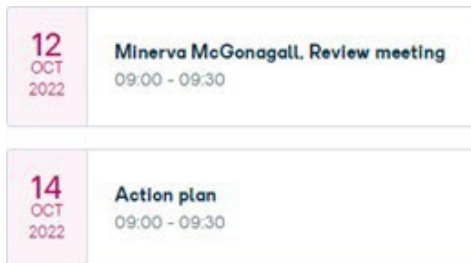 12
OCT
2022
Minerva McGonagall, Review meeting
09:00 - 09:30
14
OCT
2022
Action plan
09:00 - 09:30